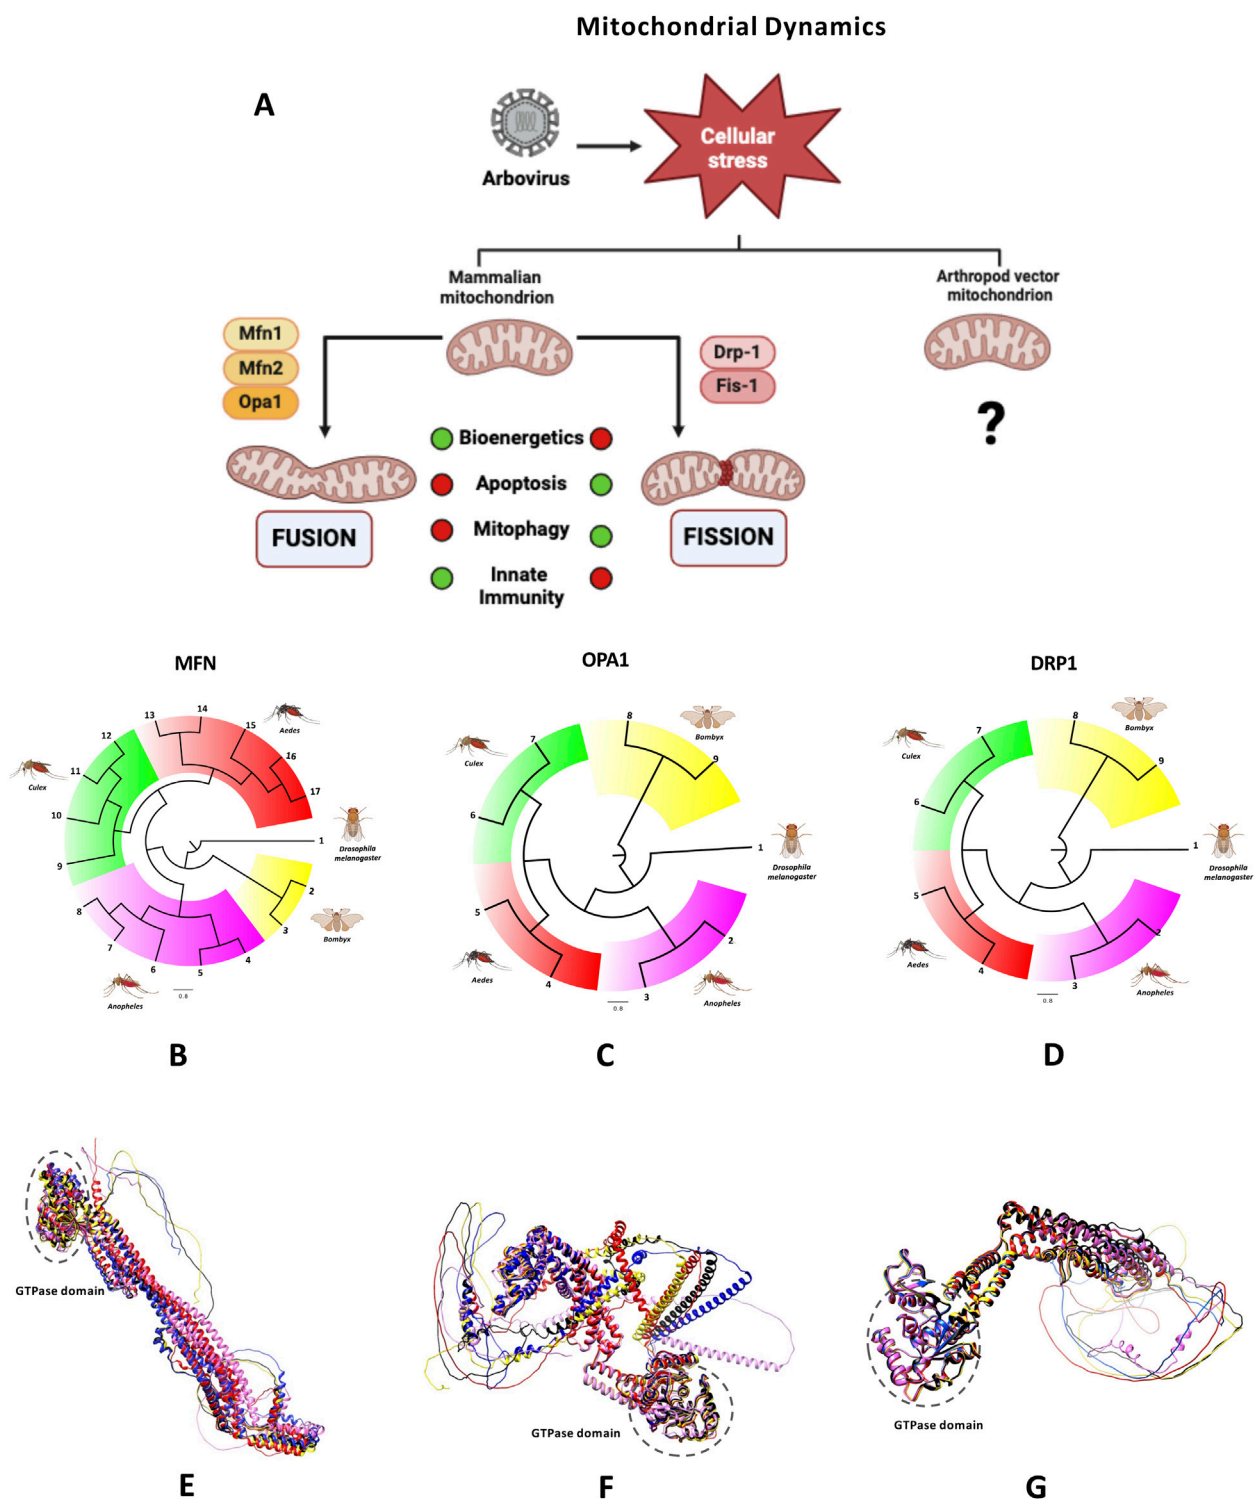 Mitochondrial Dynamics
A
Arbovirus
Cellular
stress
Mammalian
mitochondrion
Arthropod vector
mitochondrion
Mfn1
Mfn2
Opa1
Drp-1
Fis-1
?
Bioenergetics
Apoptosis
Mitophagy
Innate
Immunity
FUSION
FISSION
MFN
1
2
3
4
5
6
7
8
9
10
11
12
13
14
15
16
17
Aedes
Culex
Drosophila
melanogaster
Bombyx
Anopheles
0.8
B
OPA1
1
2
3
4
5
6
7
8
9
Bombyx
Culex
Drosophila
melanogaster
Aedes
Anopheles
0.8
C
DRP1
1
2
3
4
5
6
7
8
9
Bombyx
Culex
Drosophila
melanogaster
Aedes
Anopheles
0.8
D
GTPase domain
E
GTPase domain
F
GTPase domain
G